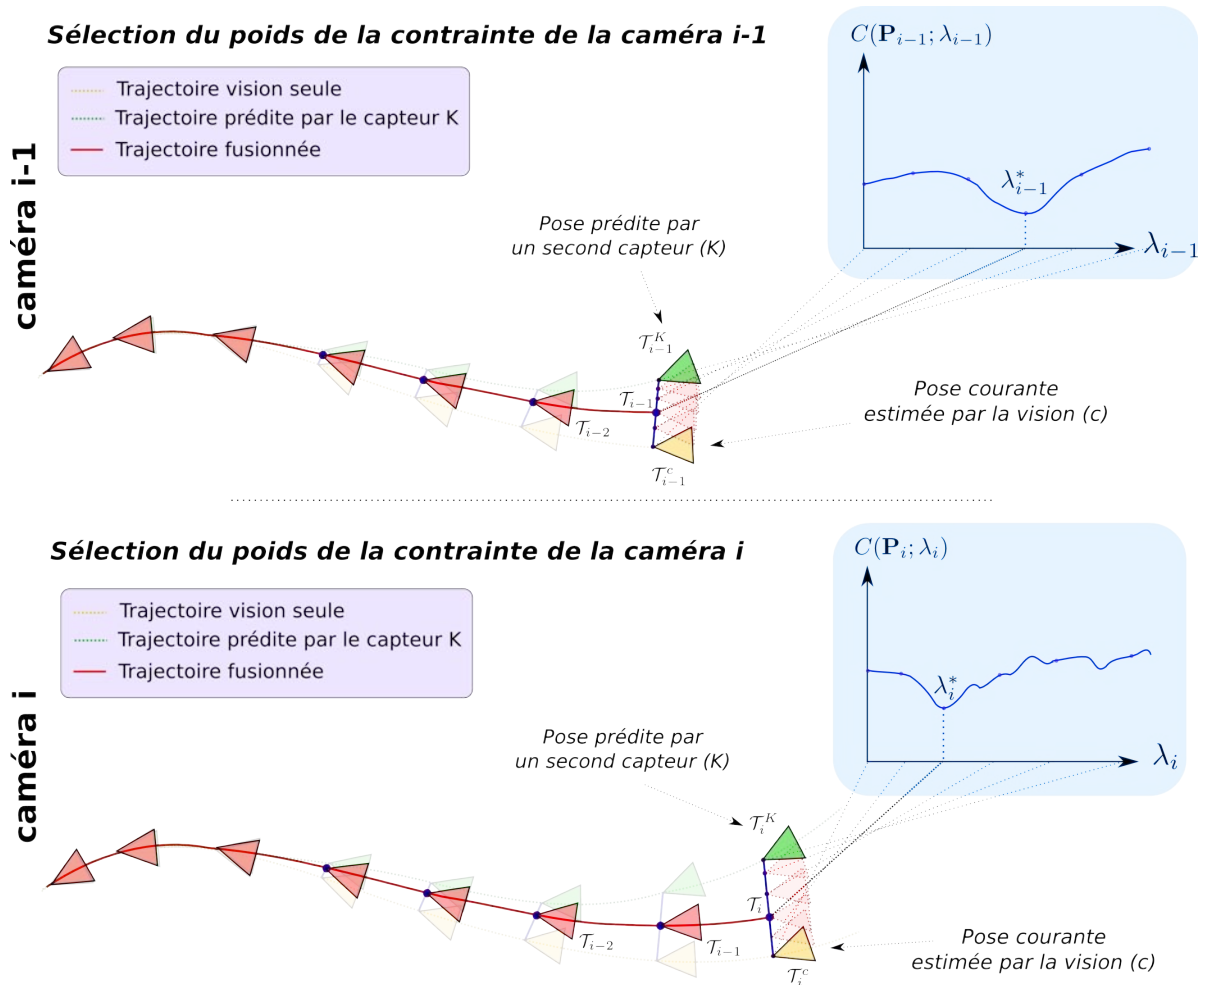 Sélection du poids de la contrainte de la caméra i-1
C(P_{i−1}; λ_{i−1})
Trajectoire vision seule
Trajectoire prédite par le capteur K
Trajectoire fusionnée
caméra i-1
λ*_{i−1}
λ_{i−1}
Pose prédite par
un second capteur (K)
T^K_{i−1}
T_{i−1}
T_{i−2}
Pose courante
estimée par la vision (c)
T^c_{i−1}
Sélection du poids de la contrainte de la caméra i
C(P_i; λ_i)
Trajectoire vision seule
Trajectoire prédite par le capteur K
Trajectoire fusionnée
caméra i
λ*_i
λ_i
Pose prédite par
un second capteur (K)
T^K_i
T_i
T_{i−2}
T_{i−1}
Pose courante
estimée par la vision (c)
T^c_i